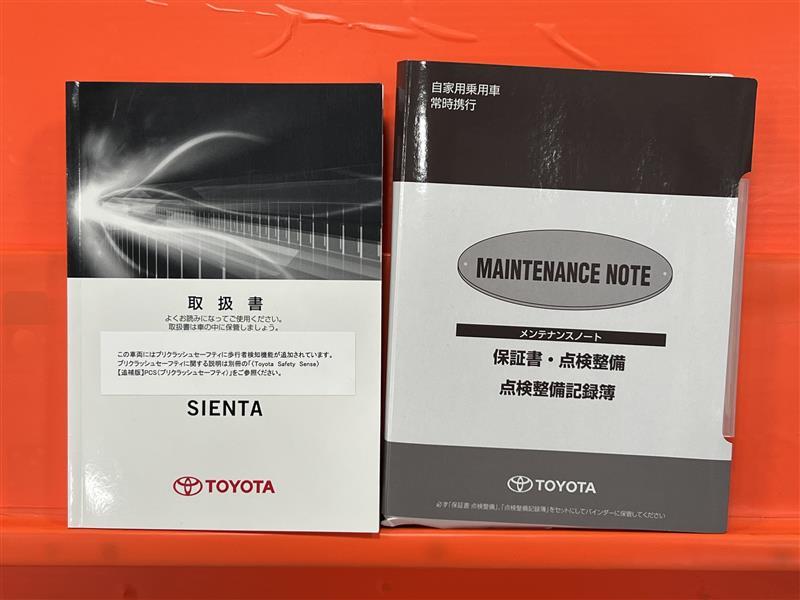 取扱書
よくお読みになってご使用ください。
取扱書は車の中に保管しましょう。
この車両にはプリクラッシュセーフティに歩行者検知機能が追加されています。
プリクラッシュセーフティに関する説明は別冊の「(Toyota Safety Sense)
【追補版】PCS(プリクラッシュセーフティ)」をご参照ください。
SIENTA
TOYOTA
自家用乗用車
常時携行
MAINTENANCE NOTE
メンテナンスノート
保証書・点検整備
点検整備記録簿
TOYOTA
必ず「保証書・点検整備」、「点検整備記録簿」をセットにしてバインダーに保管してください